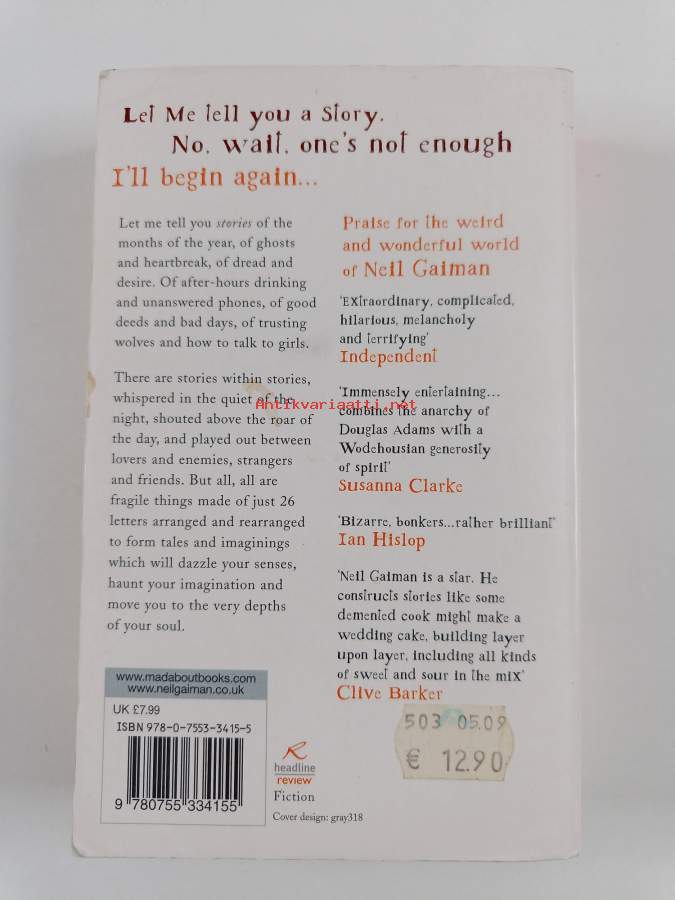 Let Me tell you a Story.
No, wait, one's not enough
I'll begin again...
Let me tell you stories of the
months of the year, of ghosts
and heartbreak, of dread and
desire. Of after-hours drinking
and unanswered phones, of good
deeds and bad days, of trusting
wolves and how to talk to girls.
There are stories within stories,
whispered in the quiet of the
night, shouted above the roar of
the day, and played out between
lovers and enemies, strangers
and friends. But all, all are
fragile things made of just 26
letters arranged and rearranged
to form tales and imaginings
which will dazzle your senses,
haunt your imagination and
move you to the very depths
of your soul.
Praise for the weird
and wonderful world
of Neil Gaiman
'Extraordinary, complicated,
hilarious, melancholy
and terrifying'
Independent
'Immensely entertaining...
combines the anarchy of
Douglas Adams with a
Wodehousian generosity
of spirit'
Susanna Clarke
'Bizarre, bonkers...rather brilliant'
Ian Hislop
'Neil Gaiman is a star. He
constructs stories like some
demented cook might make a
wedding cake, building layer
upon layer, including all kinds
of sweet and sour in the mix'
Clive Barker
Antikvariaatti.net
www.madaboutbooks.com
www.neilgaiman.co.uk
UK £7.99
ISBN 978-0-7553-3415-5
9 780755 334155
R
headline
review
Fiction
Cover design: gray318
503 05.09
€ 12.90